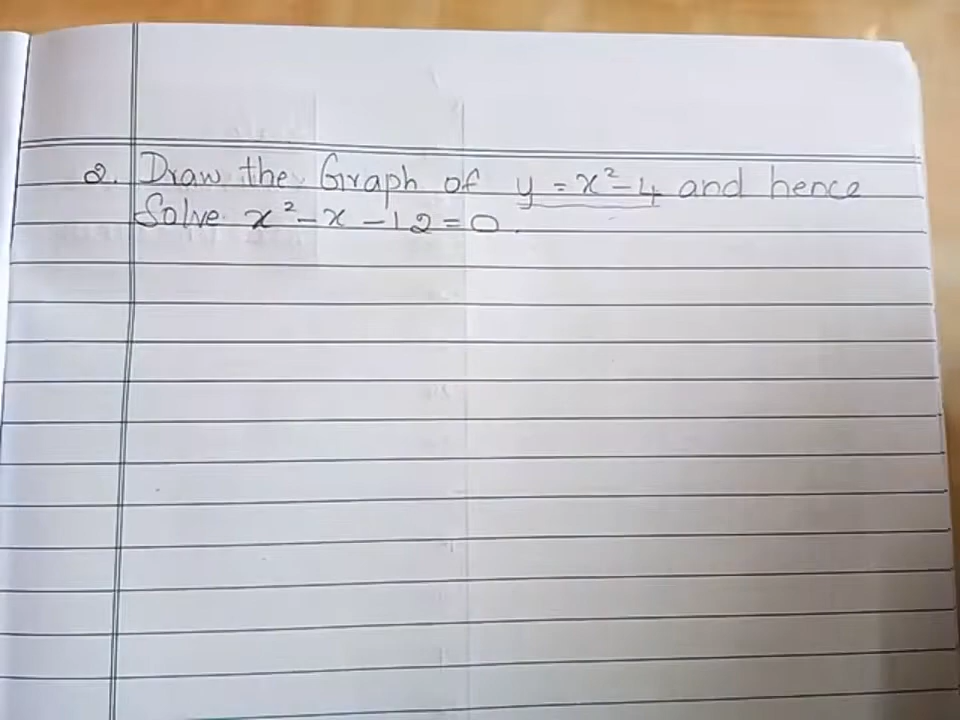 2. Draw the Graph of y = x² - 4 and hence
Solve x² - x - 12 = 0.